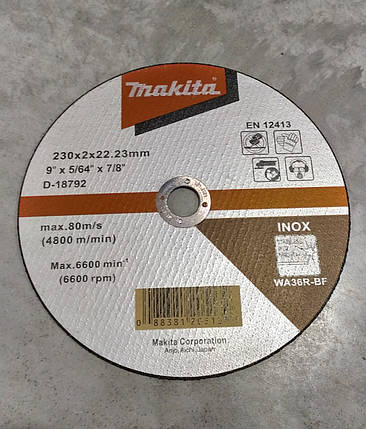 Makita
EN 12413
230x2x22.23mm
9" x 5/64" x 7/8"
D-18792
max.80m/s
(4800 m/min)
INOX
Max.6600 min⁻¹
(6600 rpm)
WA36R-BF
Makita Corporation
Anjo, Aichi, Japan